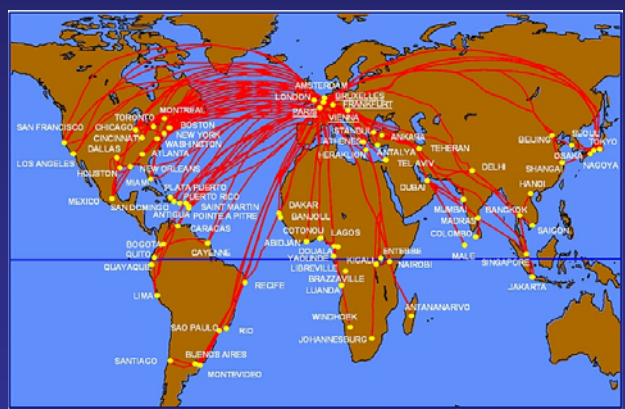 AMSTERDAM
LONDON
BRUXELLES
FRANKFURT
PARIS
VIENNA
ISTANBUL
ANKARA
ATHENE
HERAKLION
ANTALYA
TEL AVIV
TEHERAN
DUBAI
DELHI
MUMBAI
MADRAS
COLOMBO
MALE
BANGKOK
SINGAPORE
JAKARTA
SAIGON
HANOI
SHANGAI
BEIJING
SEOUL
OSAKA
TOKYO
NAGOYA
MONTREAL
TORONTO
BOSTON
CHICAGO
NEW YORK
CINCINNATI
WASHINGTON
SAN FRANCISCO
DALLAS
ATLANTA
LOS ANGELES
HOUSTON
NEW ORLEANS
MIAMI
MEXICO
PLATA PUERTO
PUERTO RICO
SAN DOMINGO
SAINT MARTIN
ANTIGUA
POINTE A PITRE
CARACAS
BOGOTA
CAYENNE
QUITO
QUAYAQUIL
LIMA
RECIFE
SAO PAULO
RIO
SANTIAGO
BUENOS AIRES
MONTEVIDEO
DAKAR
BANJOUL
COTONOU
LAGOS
ABIDJAN
DOUALA
YAOUNDE
KIGALI
ENTEBBE
LIBREVILLE
NAIROBI
BRAZZAVILLE
LUANDA
ANTANANARIVO
WINDHOEK
JOHANNESBURG